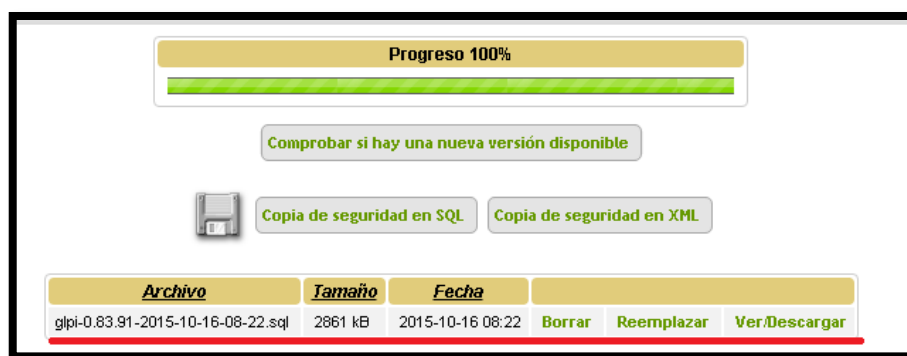 Progreso 100%
Comprobar si hay una nueva versión disponible
Copia de seguridad en SQL Copia de seguridad en XML
Archivo Tamaño Fecha
glpi-0.83.91-2015-10-16-08-22.sql 2861 kB 2015-10-16 08:22 Borrar Reemplazar Ver/Descargar